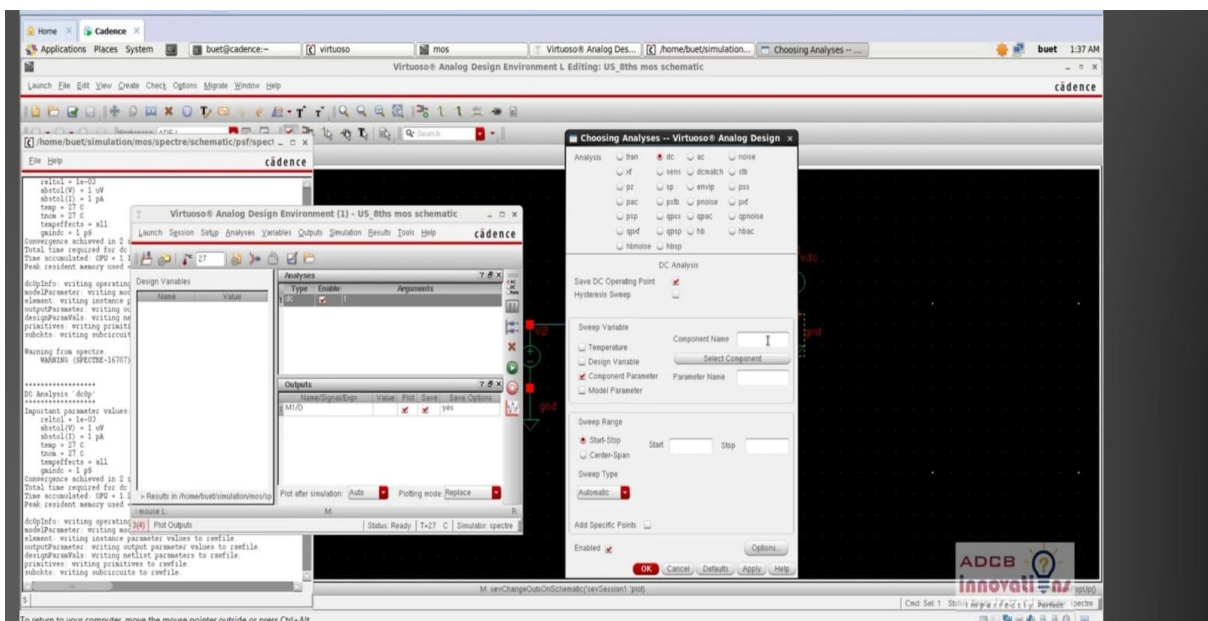 Home
Cadence
Applications Places System
buet@cadence:~
virtuoso
mos
Virtuoso® Analog Des...
/home/buet/simulation...
Choosing Analyses -- ...
buet 1:37 AM
Virtuoso® Analog Design Environment L Editing: US_8ths mos schematic
Launch File Edit View Create Check Options Migrate Window Help
cādence
Search
/home/buet/simulation/mos/spectre/schematic/psf/spect
File Help
cādence
reltol = 1e-03
abstol(V) = 1 uV
abstol(I) = 1 pA
temp = 27 C
tnom = 27 C
tempeffects = all
gmindc = 1 pS
Convergence achieved in 2
Total time required for dc
Time accumulated: CPU = 1.1
Peak resident memory used =
dcOpInfo: writing operating
modelParameter: writing mod
element: writing instance p
outputParameter: writing ou
designParamVals: writing ne
primitives: writing primiti
subckts: writing subcircuit
Warning from spectre
WARNING (SPECTRE-16707)
******************
DC Analysis `dcOp'
******************
Important parameter values
reltol = 1e-03
abstol(V) = 1 uV
abstol(I) = 1 pA
temp = 27 C
tnom = 27 C
tempeffects = all
gmindc = 1 pS
Convergence achieved in 2
Total time required for dc
Time accumulated: CPU = 1.1
Peak resident memory used
dcOpInfo: writing operating
modelParameter: writing mod
element: writing instance parameter values to rawfile.
outputParameter: writing output parameter values to rawfile.
designParamVals: writing netlist parameters to rawfile.
primitives: writing primitives to rawfile.
subckts: writing subcircuits to rawfile.
5
Virtuoso® Analog Design Environment (1) - US_8ths mos schematic
Launch Session Setup Analyses Variables Outputs Simulation Results Tools Help
cādence
27
Design Variables
Name Value
Analyses
Type Enable Arguments
1 dc t
Outputs
Name/Signal/Expr Value Plot Save Save Options
1 M1/D yes
> Results in /home/buet/simulation/mos/sp
Plot after simulation: Auto Plotting mode: Replace
mouse L: M: R:
3(4) Plot Outputs Status: Ready T=27 C Simulator: spectre
V0
gnd
vdc
gnd
Choosing Analyses -- Virtuoso® Analog Design
Analysis tran dc ac noise
xf sens dcmatch stb
pz sp envlp pss
pac pstb pnoise pxf
psp qpss qpac qpnoise
qpxf qpsp hb hbac
hbnoise hbsp
DC Analysis
Save DC Operating Point
Hysteresis Sweep
Sweep Variable
Temperature
Design Variable
Component Parameter
Model Parameter
Component Name
Select Component
Parameter Name
Sweep Range
Start-Stop Start Stop
Center-Span
Sweep Type
Automatic
Add Specific Points
Enabled Options...
OK Cancel Defaults Apply Help
M: sevChangeOutsOnSchematic('sevSession1 'plot)
Cmd: Sel: 1
ADCB
innovations
Imperfectly Perfect
To return to your computer, move the mouse pointer outside or press Ctrl+Alt.